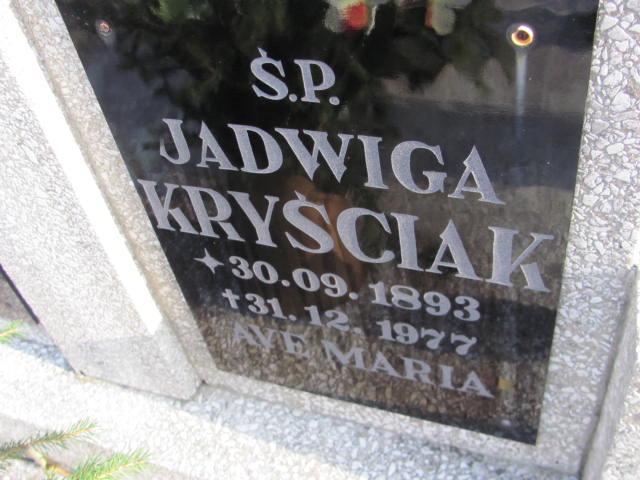 Ś.P.
JADWIGA
KRYŚCIAK
★30.09.1893
✝31.12.1977
AVE MARIA